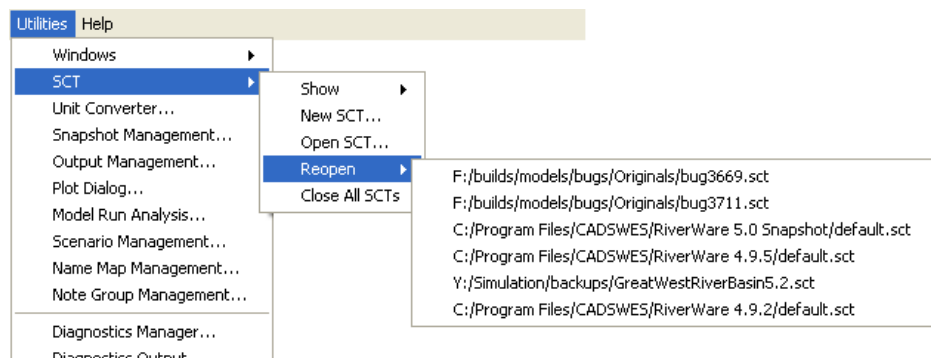 Utilities Help
Windows
SCT
Unit Converter...
Snapshot Management...
Output Management...
Plot Dialog...
Model Run Analysis...
Scenario Management...
Name Map Management...
Note Group Management...
Diagnostics Manager...
Diagnostics Output
Show
New SCT...
Open SCT...
Reopen
Close All SCTs
F:/builds/models/bugs/Originals/bug3669.sct
F:/builds/models/bugs/Originals/bug3711.sct
C:/Program Files/CADSWES/RiverWare 5.0 Snapshot/default.sct
C:/Program Files/CADSWES/RiverWare 4.9.5/default.sct
Y:/Simulation/backups/GreatWestRiverBasin5.2.sct
C:/Program Files/CADSWES/RiverWare 4.9.2/default.sct